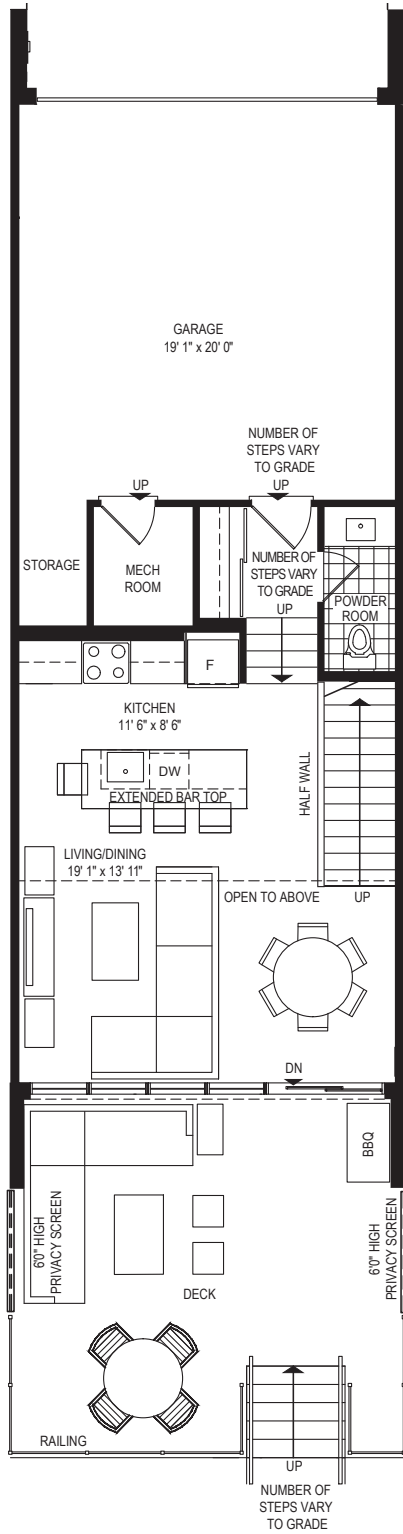 GARAGE
19' 1" x 20' 0"
NUMBER OF
STEPS VARY
TO GRADE
UP
UP
STORAGE
MECH
ROOM
NUMBER OF
STEPS VARY
TO GRADE
UP
POWDER
ROOM
F
KITCHEN
11' 6" x 8' 6"
DW
EXTENDED BAR TOP
HALF WALL
LIVING/DINING
19' 1" x 13' 11"
OPEN TO ABOVE
UP
DN
BBQ
6'0" HIGH
PRIVACY SCREEN
6'0" HIGH
PRIVACY SCREEN
DECK
RAILING
UP
NUMBER OF
STEPS VARY
TO GRADE